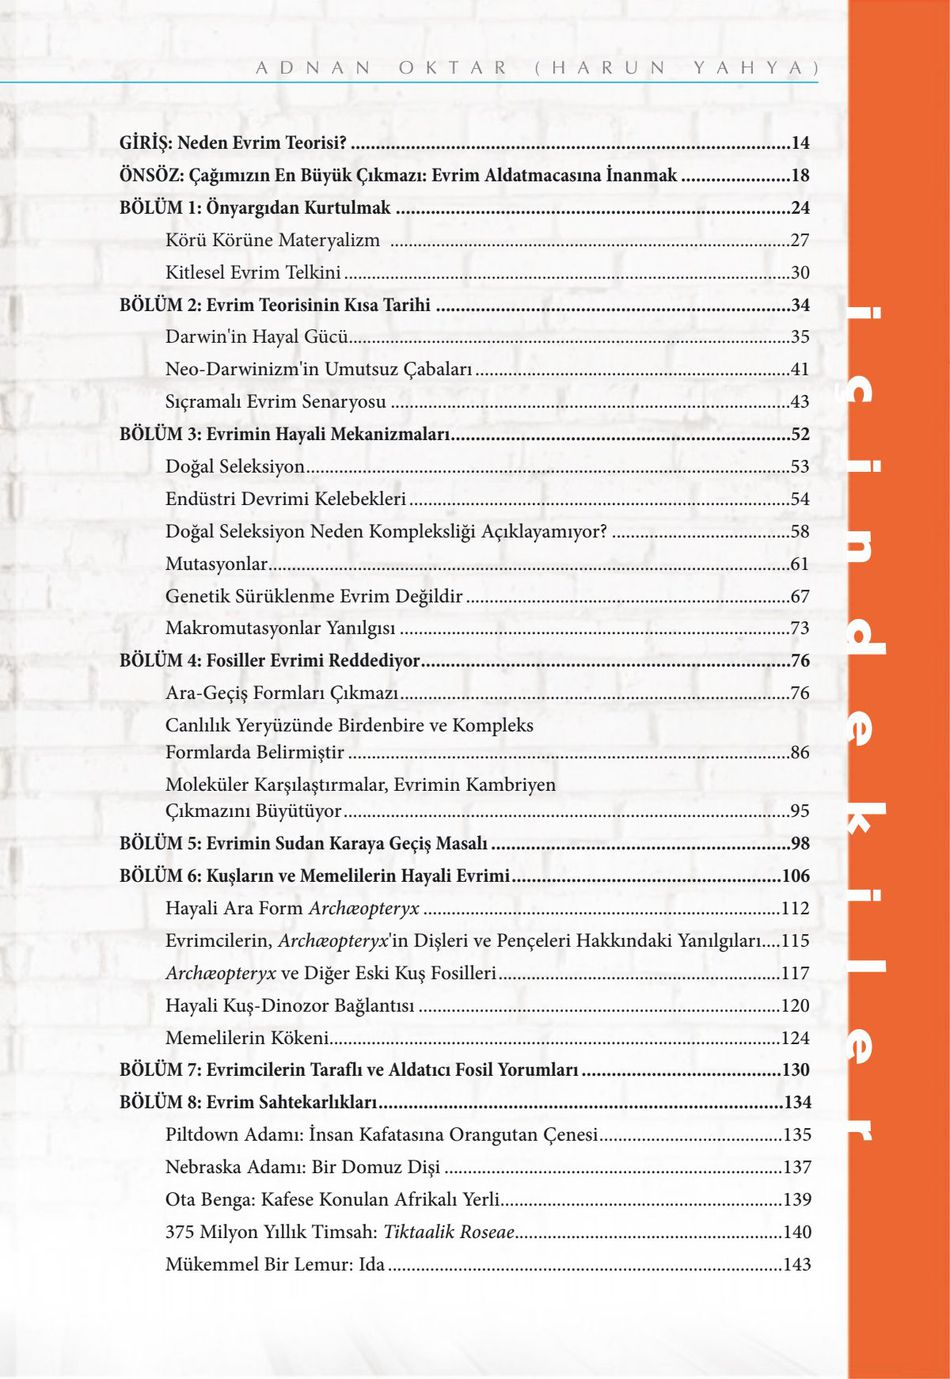 ADNAN OKTAR (HARUN YAHYA)
GİRİŞ: Neden Evrim Teorisi? ...14
ÖNSÖZ: Çağımızın En Büyük Çıkmazı: Evrim Aldatmacasına İnanmak ...18
BÖLÜM 1: Önyargıdan Kurtulmak ...24
Körü Körüne Materyalizm ...27
Kitlesel Evrim Telkini ...30
BÖLÜM 2: Evrim Teorisinin Kısa Tarihi ...34
Darwin'in Hayal Gücü...35
Neo-Darwinizm'in Umutsuz Çabaları ...41
Sıçramalı Evrim Senaryosu ...43
BÖLÜM 3: Evrimin Hayali Mekanizmaları...52
Doğal Seleksiyon...53
Endüstri Devrimi Kelebekleri ...54
Doğal Seleksiyon Neden Kompleksliği Açıklayamıyor? ...58
Mutasyonlar...61
Genetik Sürüklenme Evrim Değildir ...67
Makromutasyonlar Yanılgısı ...73
BÖLÜM 4: Fosiller Evrimi Reddediyor...76
Ara-Geçiş Formları Çıkmazı...76
Canlılık Yeryüzünde Birdenbire ve Kompleks
Formlarda Belirmiştir ...86
Moleküler Karşılaştırmalar, Evrimin Kambriyen
Çıkmazını Büyütüyor...95
BÖLÜM 5: Evrimin Sudan Karaya Geçiş Masalı ...98
BÖLÜM 6: Kuşların ve Memelilerin Hayali Evrimi...106
Hayali Ara Form Archæopteryx ...112
Evrimcilerin, Archæopteryx'in Dişleri ve Pençeleri Hakkındaki Yanılgıları....115
Archæopteryx ve Diğer Eski Kuş Fosilleri...117
Hayali Kuş-Dinozor Bağlantısı ...120
Memelilerin Kökeni...124
BÖLÜM 7: Evrimcilerin Taraflı ve Aldatıcı Fosil Yorumları ...130
BÖLÜM 8: Evrim Sahtekarlıkları...134
Piltdown Adamı: İnsan Kafatasına Orangutan Çenesi...135
Nebraska Adamı: Bir Domuz Dişi ...137
Ota Benga: Kafese Konulan Afrikalı Yerli...139
375 Milyon Yıllık Timsah: Tiktaalik Roseae...140
Mükemmel Bir Lemur: Ida ...143
içindekiler